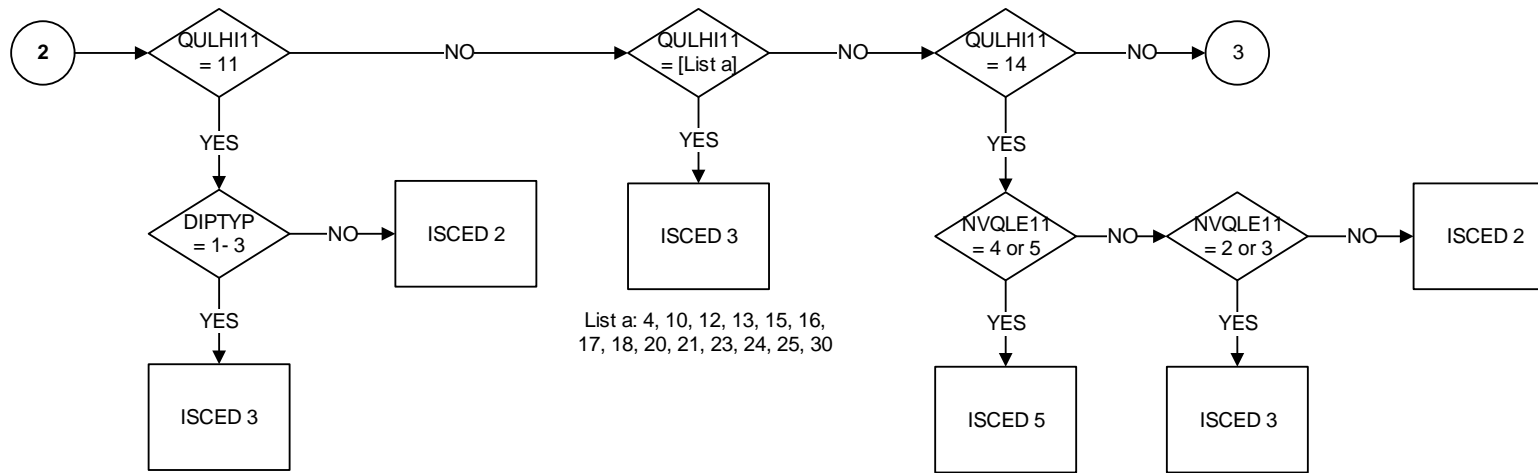 2
QULHI11
= 11
NO
QULHI11
= [List a]
NO
QULHI11
= 14
NO
3
YES
YES
YES
DIPTYP
= 1- 3
NO
ISCED 2
ISCED 3
NVQLE11
= 4 or 5
NO
NVQLE11
= 2 or 3
NO
ISCED 2
YES
List a: 4, 10, 12, 13, 15, 16,
17, 18, 20, 21, 23, 24, 25, 30
YES
YES
ISCED 3
ISCED 5
ISCED 3